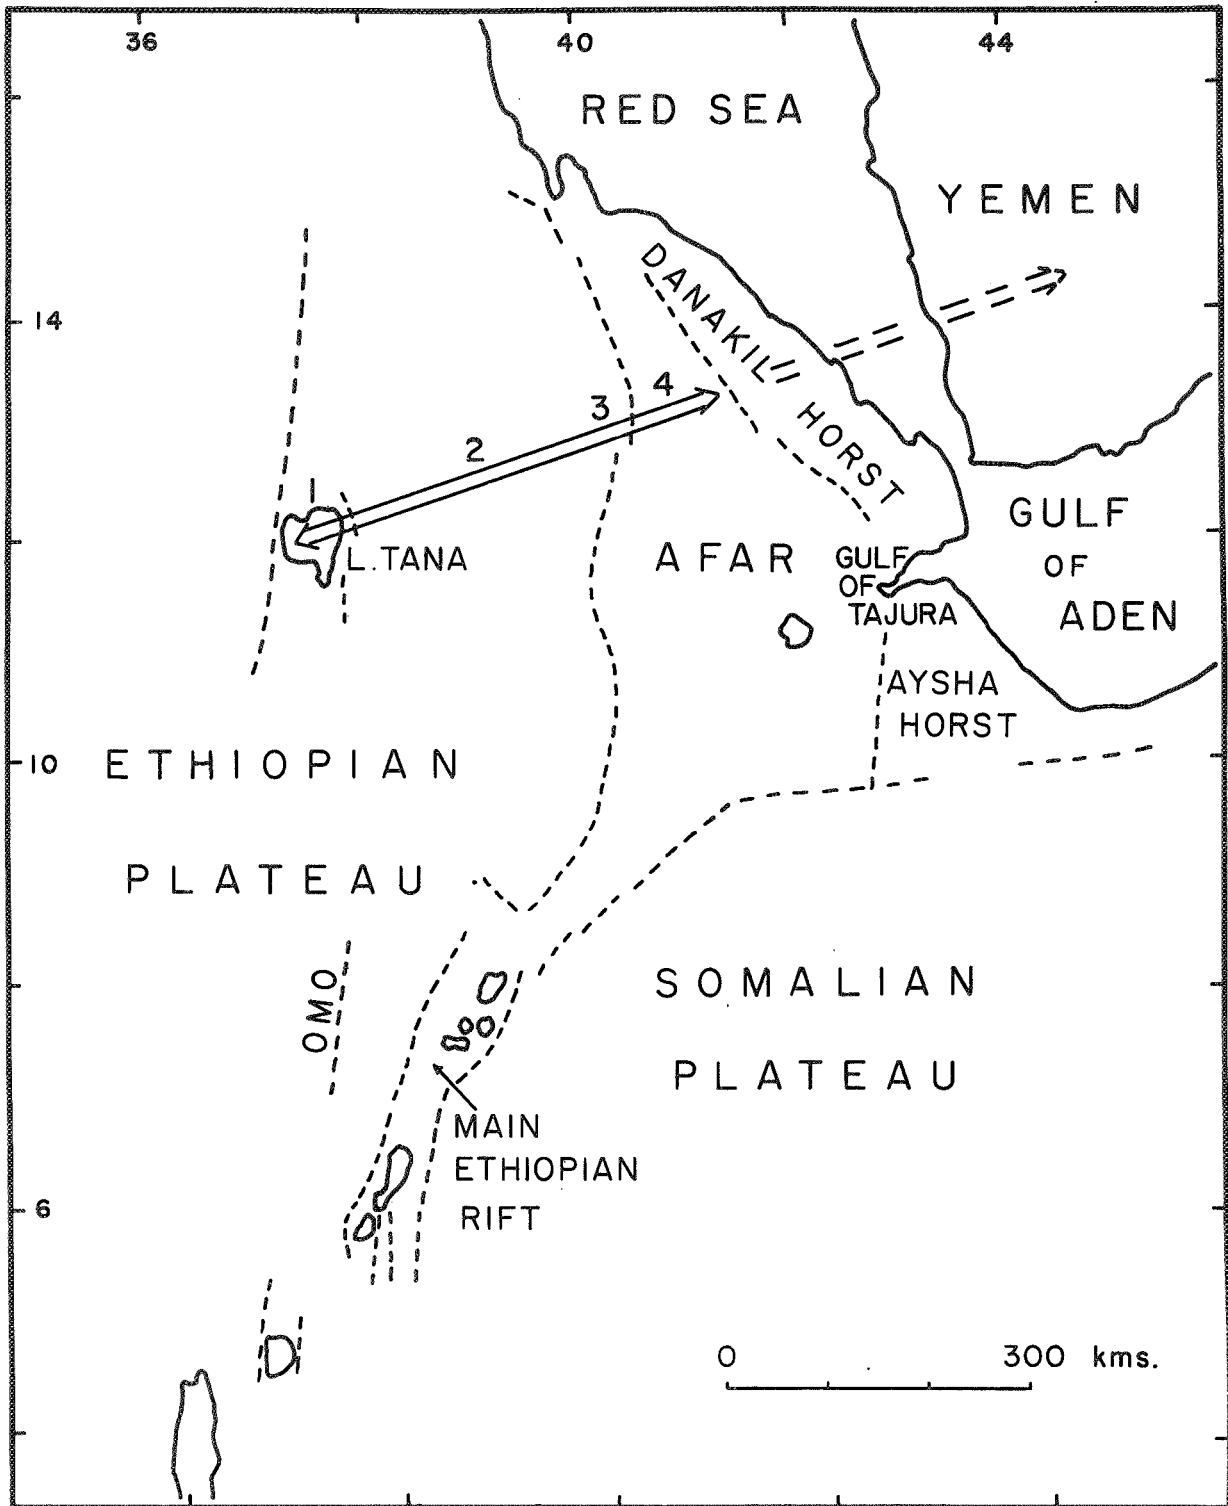 36
40
44
RED SEA
YEMEN
DANAKIL
HORST
14
4
3
2
1
L. TANA
AFAR
GULF
OF
TAJURA
GULF
OF
ADEN
AYSHA
HORST
10
ETHIOPIAN
PLATEAU
OMO
SOMALIAN
PLATEAU
MAIN
ETHIOPIAN
RIFT
6
0 300 kms.